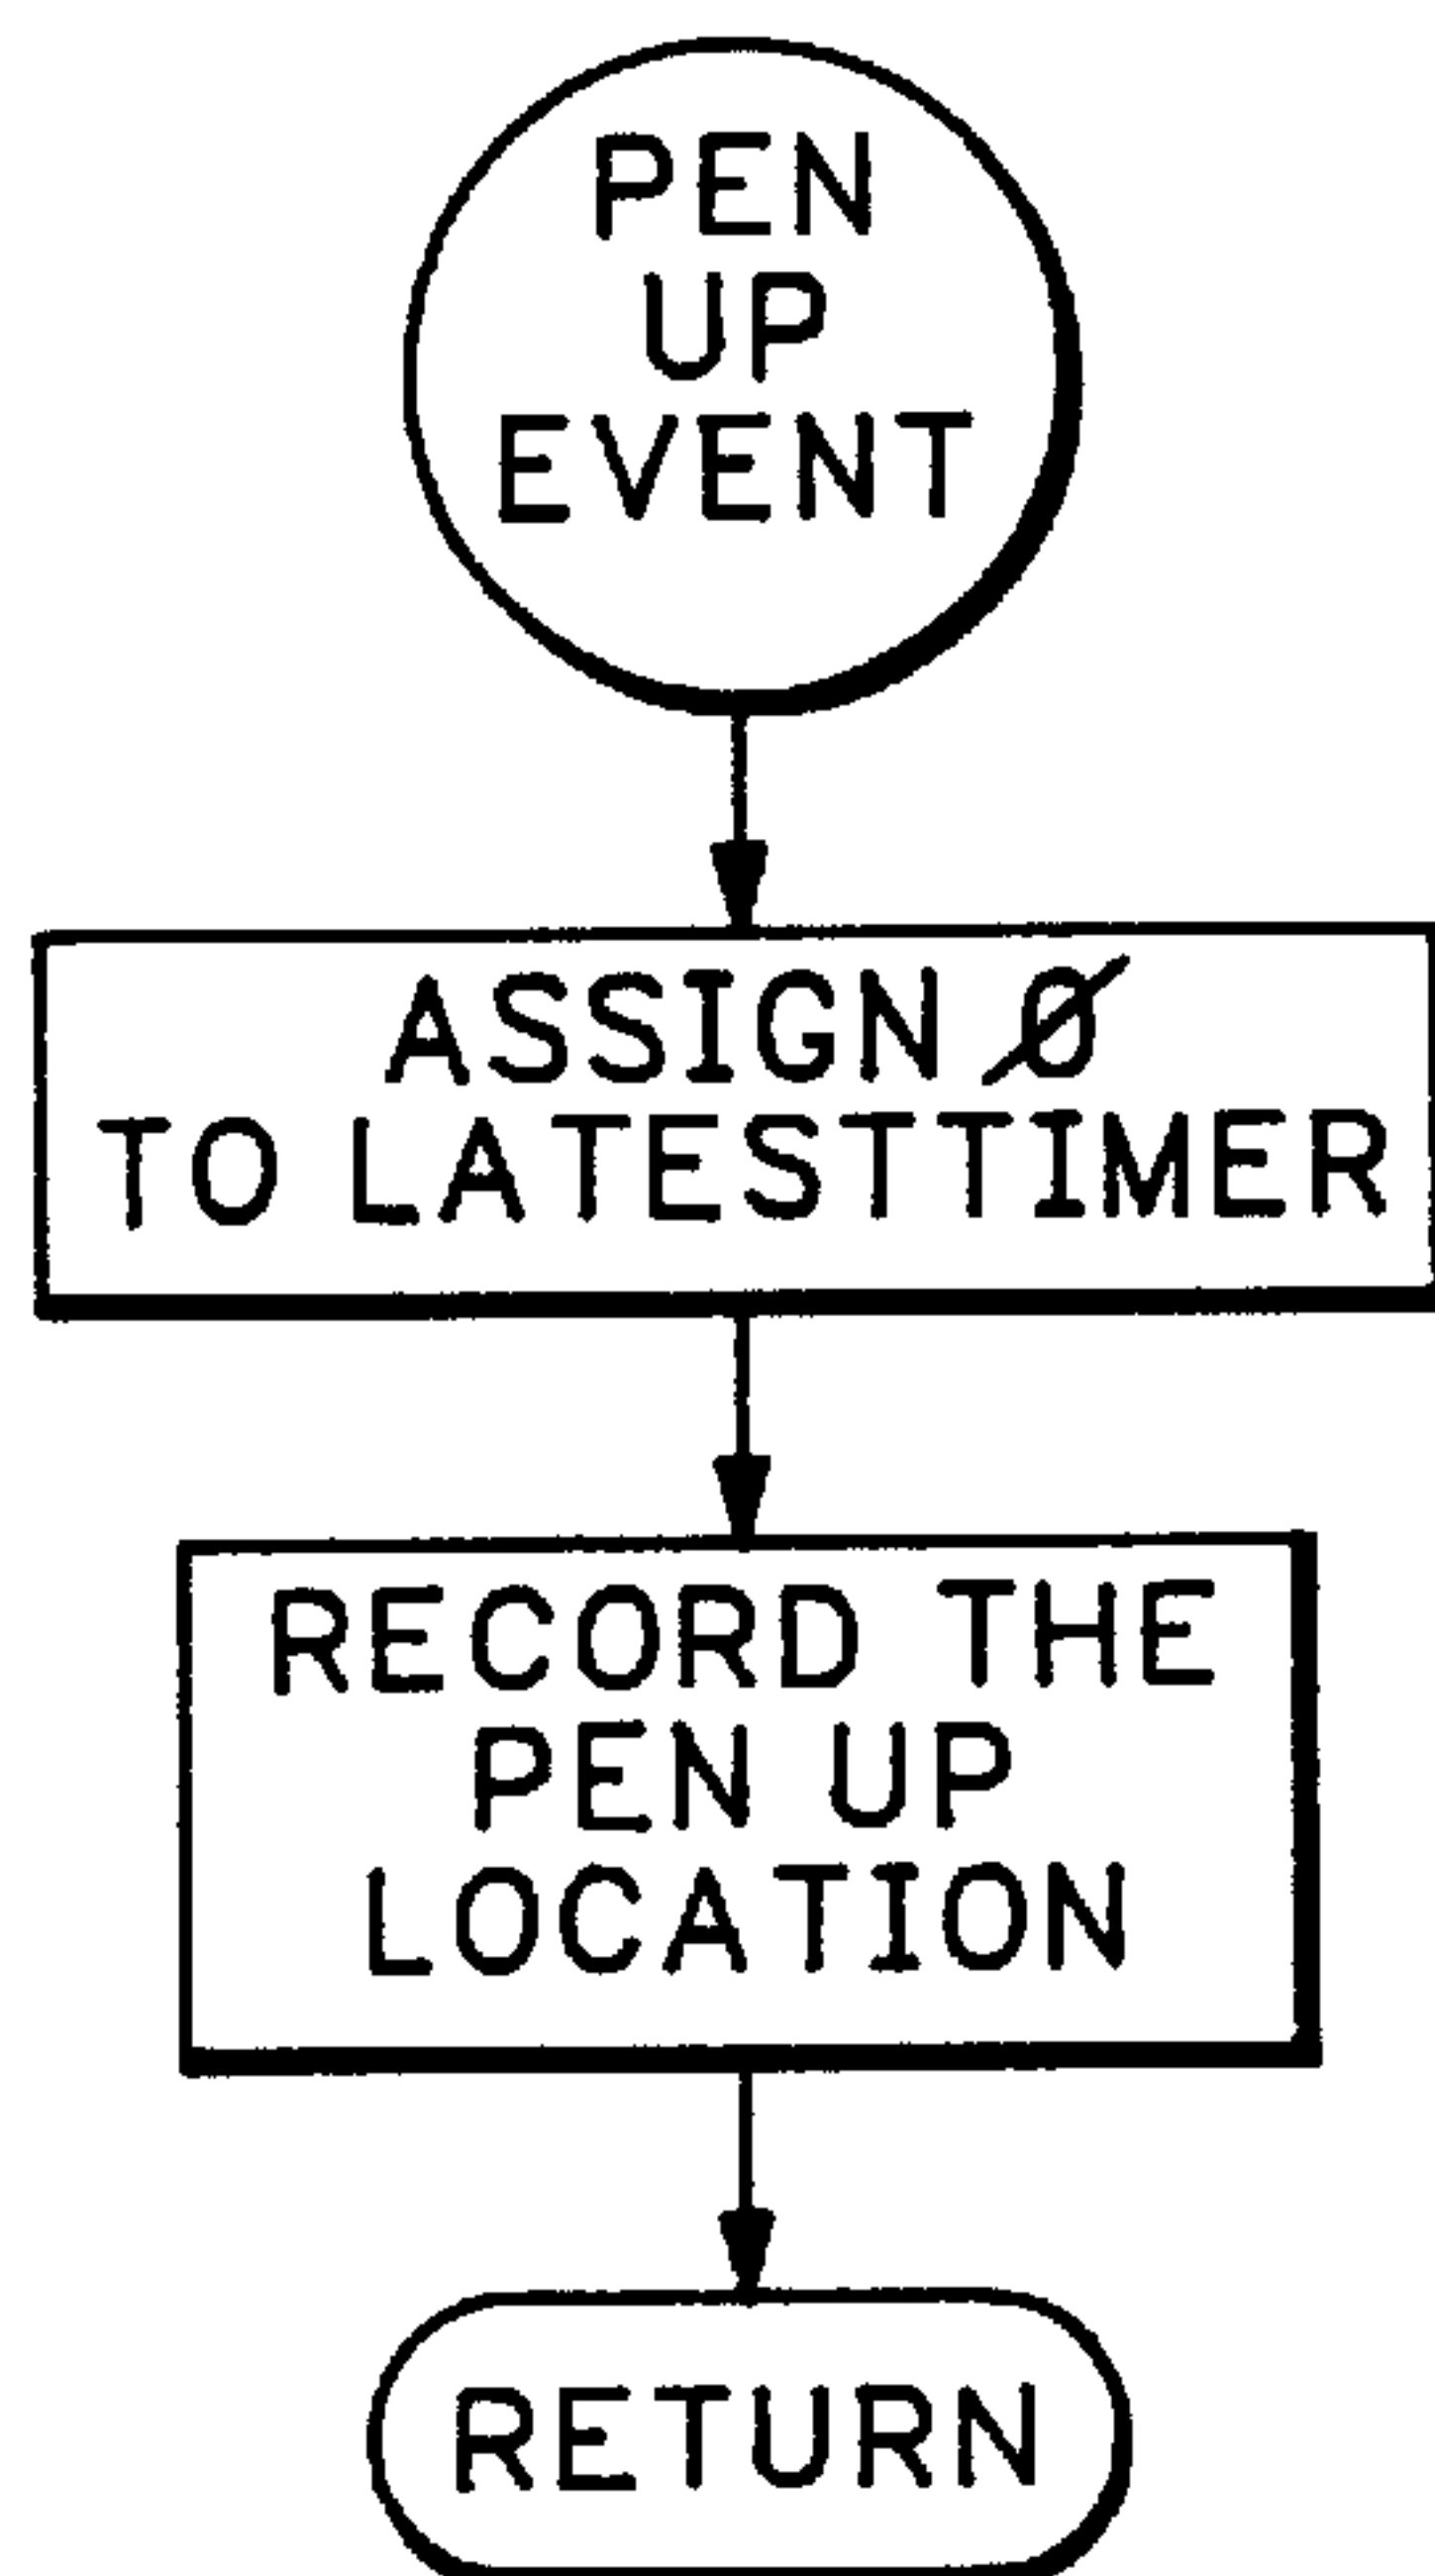 PEN
UP
EVENT
ASSIGN Ø
TO LATESTTIMER
RECORD THE
PEN UP
LOCATION
RETURN